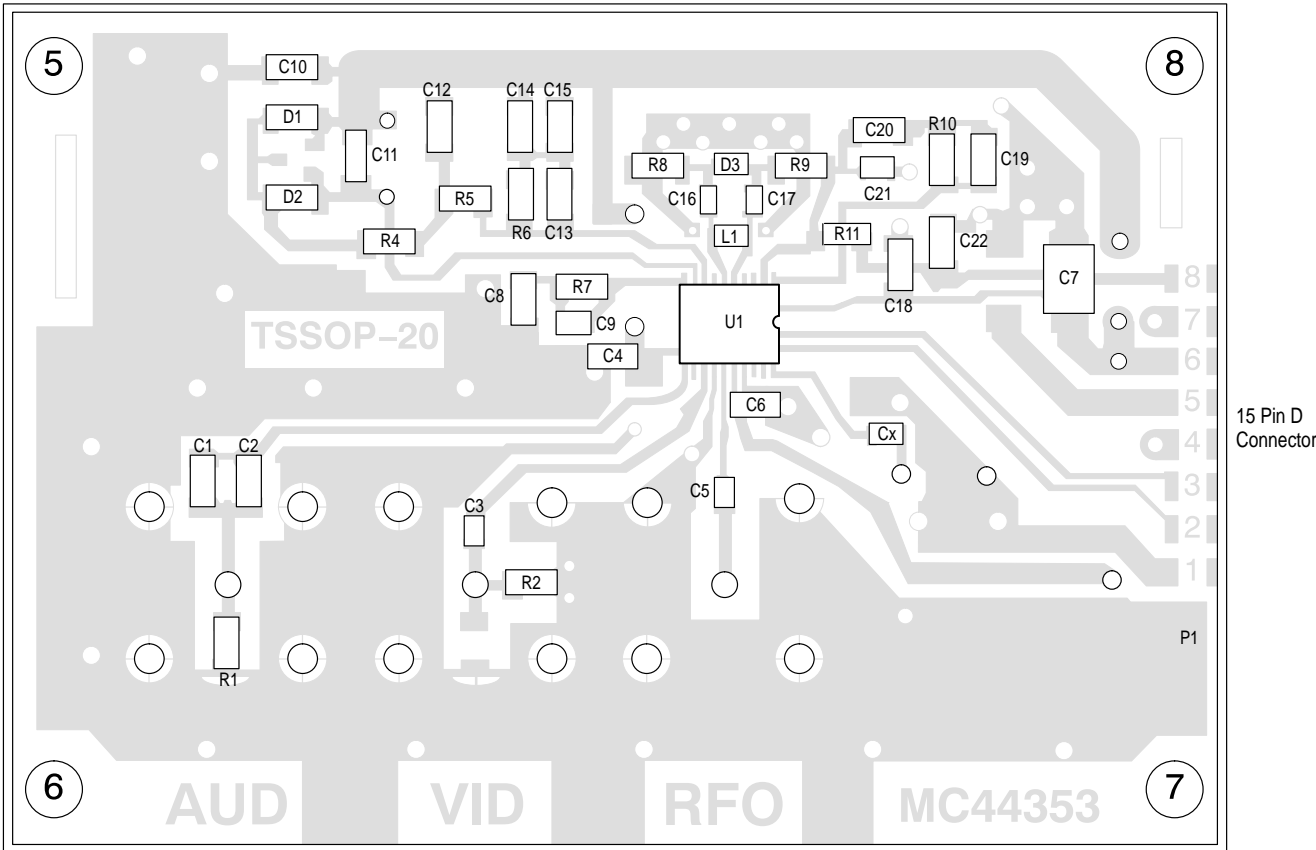 5
8
C10
C12
C14
C15
D1
C20
R10
C11
C19
R8
D3
R9
C21
D2
C16
C17
R5
R6
C13
R4
L1
R11
C22
C8
R7
C7
8
C18
C9
U1
7
TSSOP–20
C4
6
5
C6
15 Pin D
Connector
Cx
4
C1
C2
3
C5
C3
2
R2
1
P1
R1
6
7
AUD
VID
RFO
MC44353